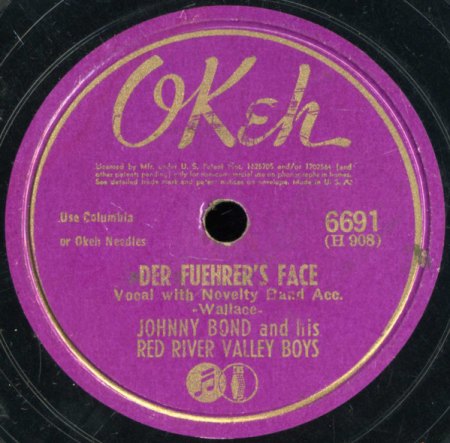 OKeh
Licensed by Mfr. under U. S. Patent Nos. 1625705 and/or 1702564 (and
other patents pending) only for non-commercial use on phonographs in homes.
See detailed trade mark and patent notices on envelope. Made in U. S. A.
Use Columbia
or Okeh Needles
6691
(H 908)
DER FUEHRER'S FACE
Vocal with Novelty Band Acc.
-Wallace-
JOHNNY BOND and his
RED RIVER VALLEY BOYS